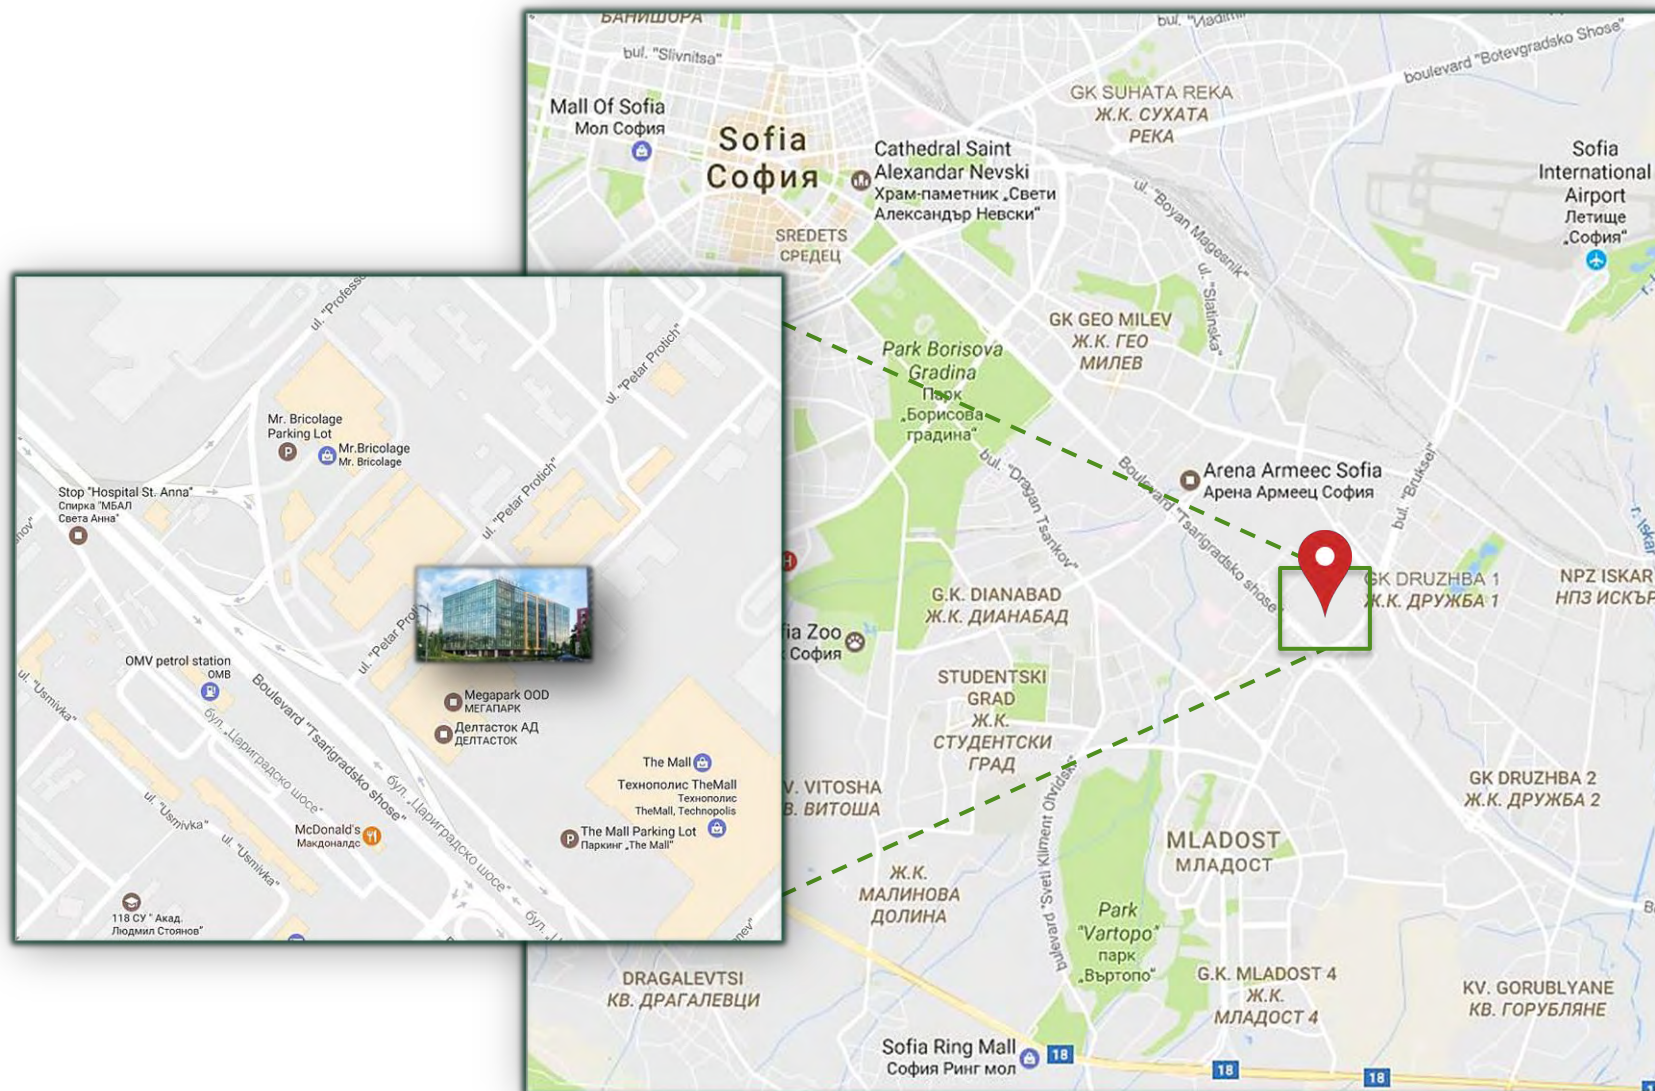 БАНИШОРА
bul. "Slivnitsa"
boulevard "Botevgradsko Shose"
Mall Of Sofia
Мол София
Sofia
София
Cathedral Saint
Alexandar Nevski
Храм-паметник „Свети
Александър Невски“
GK SUHATA REKA
Ж.К. СУХАТА
РЕКА
Sofia
International
Airport
Летище
„София“
SREDETS
СРЕДЕЦ
ul. "Boyan Magesnik"
ul. "Slatinska"
GK GEO MILEV
Ж.К. ГЕО
МИЛЕВ
Park Borisova
Gradina
Парк
„Борисова
градина“
bul. "Dragan Tsankov"
Boulevard "Tsarigradsko shose"
Arena Armeec Sofia
Арена Армеец София
bul. "Bruksel"
r. Iskar
GK DRUZHBA 1
Ж.К. ДРУЖБА 1
NPZ ISKAR
НПЗ ИСКЪР
G.K. DIANABAD
Ж.К. ДИАНАБАД
Zoo
София
STUDENTSKI
GRAD
Ж.К.
СТУДЕНТСКИ
ГРАД
V. VITOSHA
В. ВИТОША
GK DRUZHBA 2
Ж.К. ДРУЖБА 2
MLADOST
МЛАДОСТ
Ж.К.
МАЛИНОВА
ДОЛИНА
bulevard "Sveti Kliment Ohridski"
Park
"Vartopo"
парк
„Въртопо“
G.K. MLADOST 4
Ж.К.
МЛАДОСТ 4
KV. GORUBLYANE
КВ. ГОРУБЛЯНЕ
DRAGALEVTSI
КВ. ДРАГАЛЕВЦИ
Sofia Ring Mall
София Ринг мол
18
18
18
ul. "Petar Protich"
Mr. Bricolage
Parking Lot
P
Mr.Bricolage
Mr. Bricolage
Stop "Hospital St. Anna"
Спирка "МБАЛ
Света Анна"
ul. "Petar Protich"
OMV petrol station
ОМВ
Megapark OOD
МЕГАПАРК
Делтасток АД
ДЕЛТАСТОК
ul. "Usmivka"
Boulevard "Tsarigradsko shose"
бул. „Цариградско шосе“
бул. „Цариградско шосе“
The Mall
Технополис TheMall
Технополис
TheMall, Technopolis
P
The Mall Parking Lot
Паркинг „The Mall“
ul. "Usmivka"
ul. "Usmivka"
McDonald's
Макдоналдс
118 СУ " Акад.
Людмил Стоянов"